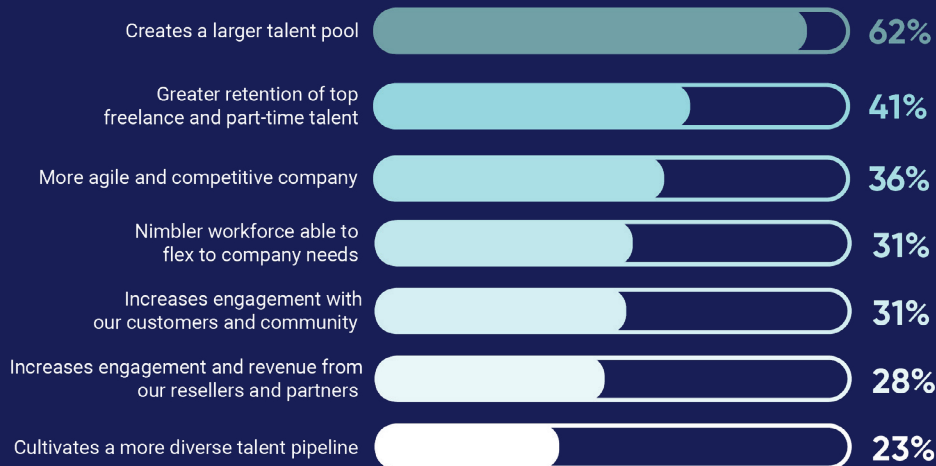 Creates a larger talent pool
62%
Greater retention of top
freelance and part-time talent
41%
More agile and competitive company
36%
Nimbler workforce able to
flex to company needs
31%
Increases engagement with
our customers and community
31%
Increases engagement and revenue from
our resellers and partners
28%
Cultivates a more diverse talent pipeline
23%